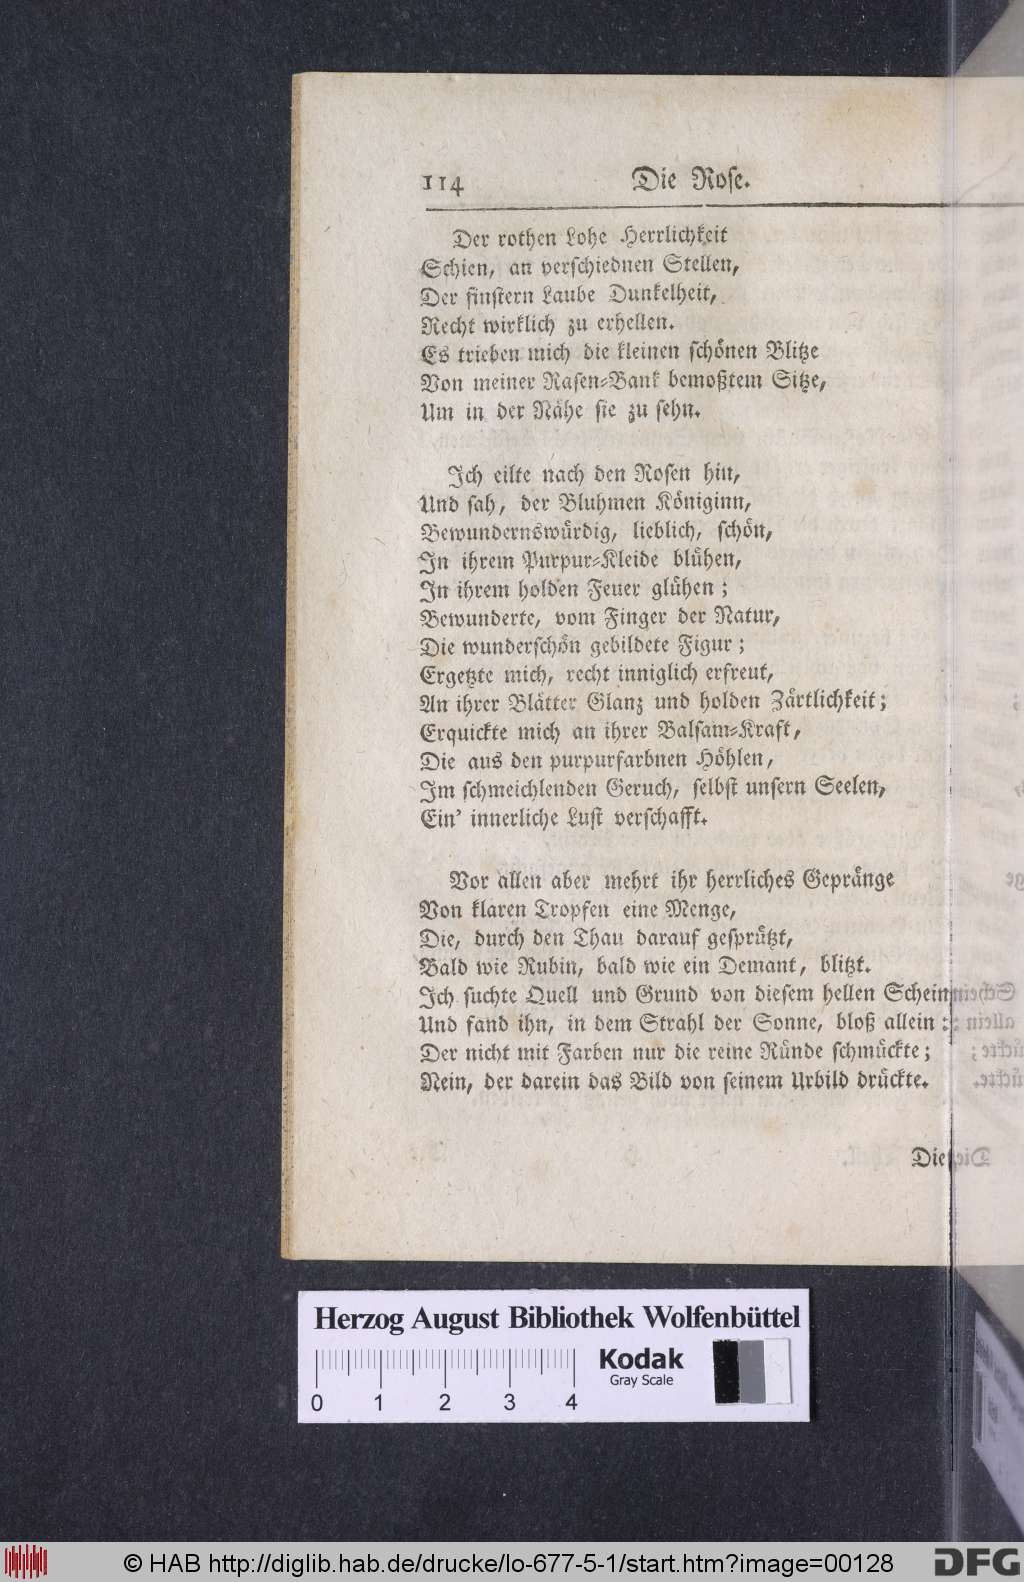 114 Die Rose.
Der rothen Lohe Herrlichkeit
Schien, an verschiednen Stellen,
Der finstern Laube Dunkelheit,
Recht wirklich zu erhellen.
Es trieben mich die kleinen schönen Blitze
Von meiner Rasen-Bank bemoßtem Sitze,
Um in der Nähe sie zu sehn.
Ich eilte nach den Rosen hin,
Und sah, der Bluhmen Königinn,
Bewundernswürdig, lieblich, schön,
In ihrem Purpur-Kleide blühen,
In ihrem holden Feuer glühen;
Bewunderte, vom Finger der Natur,
Die wunderschön gebildete Figur;
Ergetzte mich, recht inniglich erfreut,
An ihrer Blätter Glanz und holden Zärtlichkeit;
Erquickte mich an ihrer Balsam-Kraft,
Die aus den purpurfarbnen Höhlen,
Im schmeichlenden Geruch, selbst unsern Seelen,
Ein' innerliche Lust verschafft.
Vor allen aber mehrt ihr herrliches Gepränge
Von klaren Tropfen eine Menge,
Die, durch den Thau darauf gesprützt,
Bald wie Rubin, bald wie ein Demant, blitzt.
Ich suchte Quell und Grund von diesem hellen Schein
Und fand ihn, in dem Strahl der Sonne, bloß allein:
Der nicht mit Farben nur die reine Ründe schmückte;
Nein, der darein das Bild von seinem Urbild drückte.
Die
Herzog August Bibliothek Wolfenbüttel
Kodak
Gray Scale
0 1 2 3 4
© HAB http://diglib.hab.de/drucke/lo-677-5-1/start.htm?image=00128
DFG